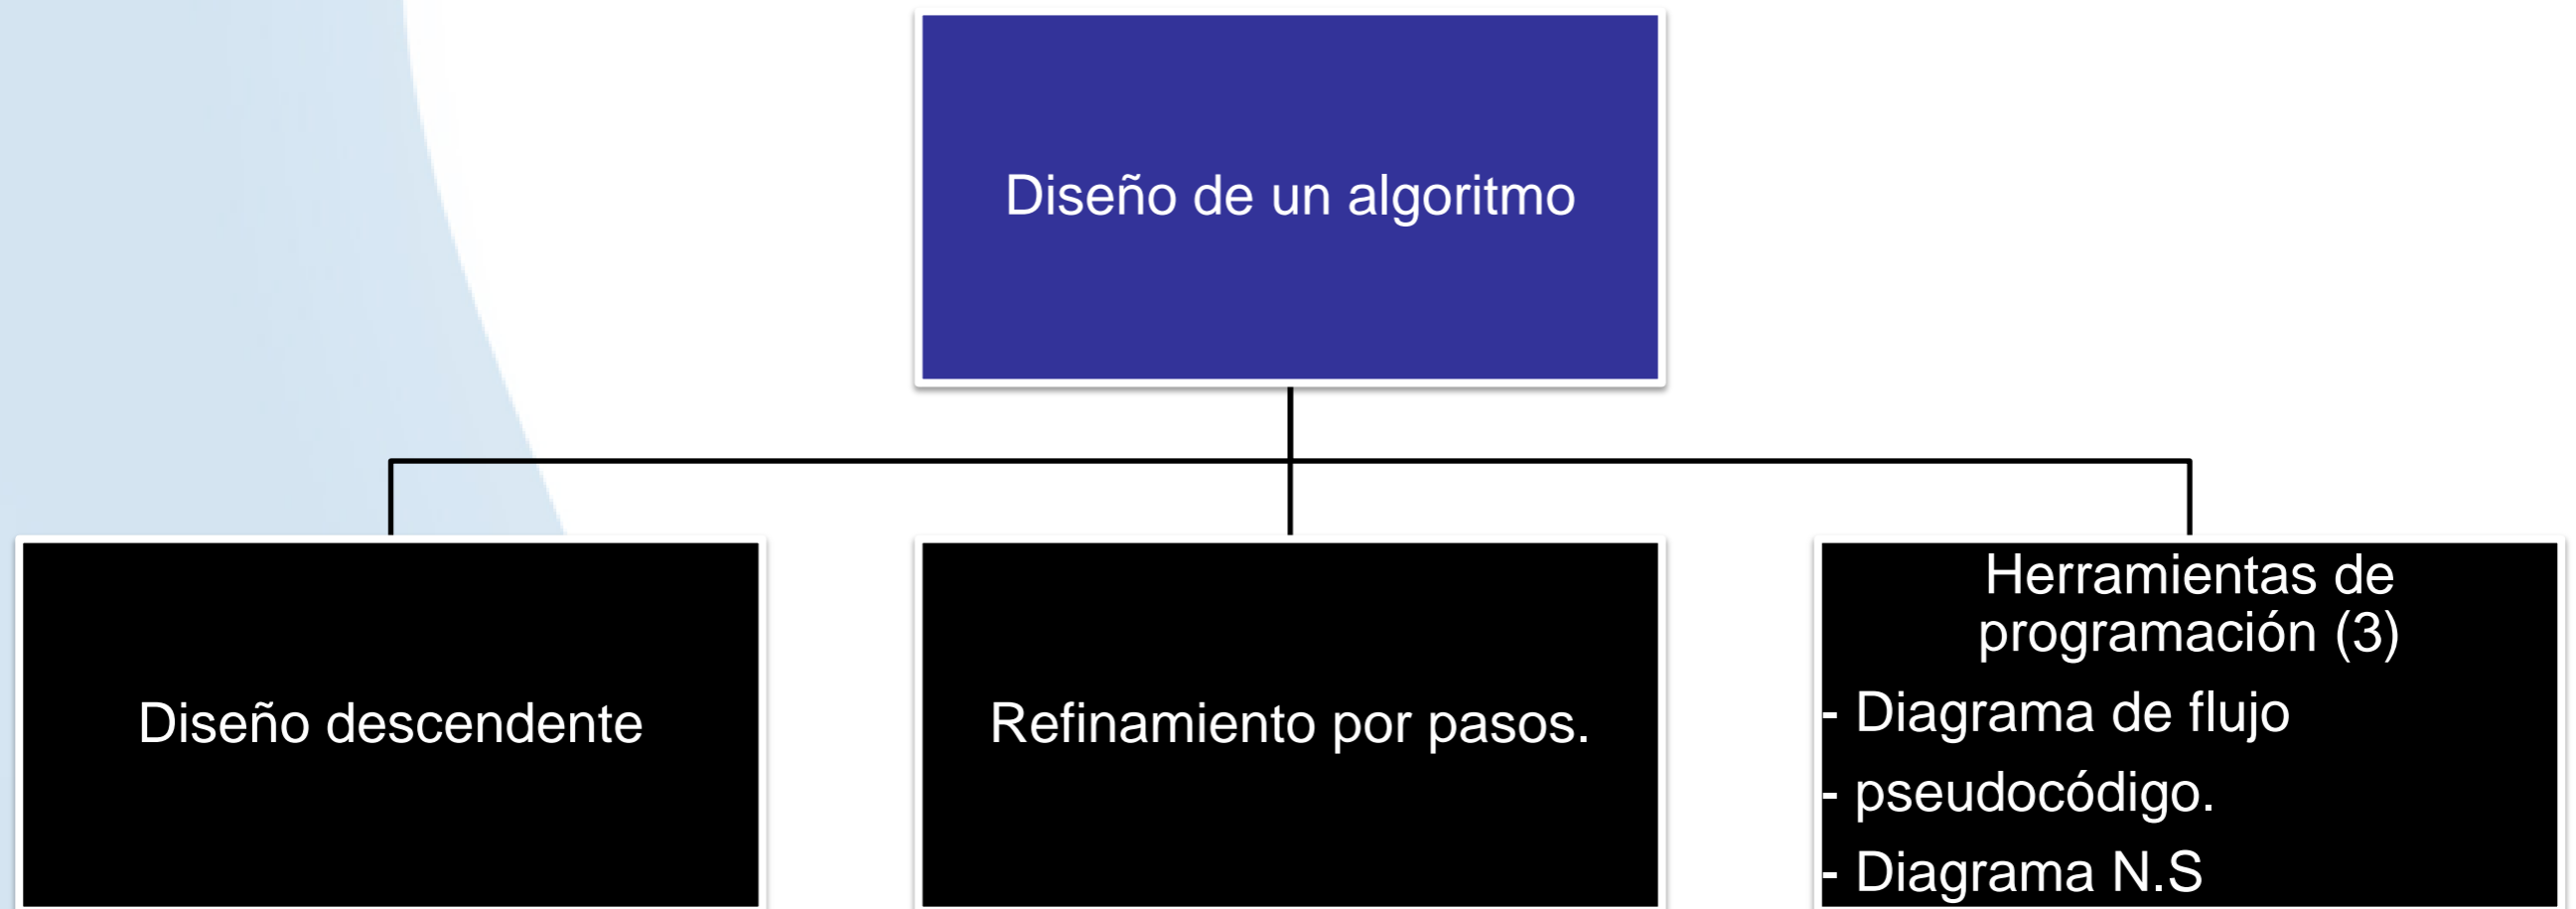 Diseño de un algoritmo
Diseño descendente
Refinamiento por pasos.
Herramientas de
programación (3)
- Diagrama de flujo
- pseudocódigo.
- Diagrama N.S